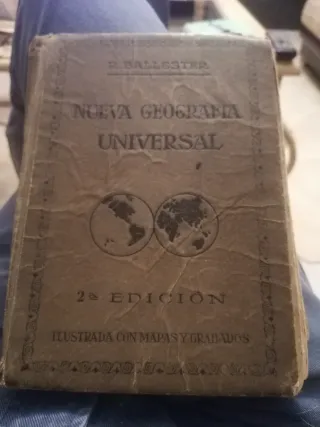 R. BALLESTER
NUEVA GEOGRAFIA
UNIVERSAL
2ª EDICIÓN
ILUSTRADA CON MAPAS Y GRABADOS